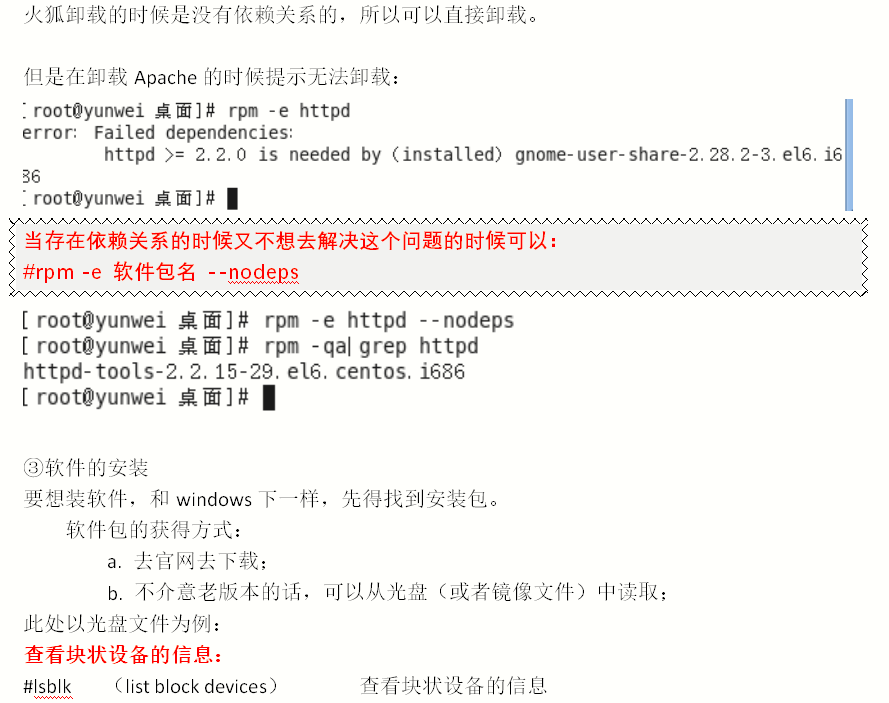 火狐卸载的时候是没有依赖关系的，所以可以直接卸载。
但是在卸载 Apache 的时候提示无法卸载：
[root@yunwei 桌面]# rpm -e httpd
error: Failed dependencies:
httpd >= 2.2.0 is needed by (installed) gnome-user-share-2.28.2-3.el6.i6
86
[root@yunwei 桌面]#
当存在依赖关系的时候又不想去解决这个问题的时候可以：
#rpm -e 软件包名 --nodeps
[root@yunwei 桌面]# rpm -e httpd --nodeps
[root@yunwei 桌面]# rpm -qa|grep httpd
httpd-tools-2.2.15-29.el6.centos.i686
[root@yunwei 桌面]#
③软件的安装
要想装软件，和 windows 下一样，先得找到安装包。
软件包的获得方式：
a. 去官网去下载；
b. 不介意老版本的话，可以从光盘（或者镜像文件）中读取；
此处以光盘文件为例：
查看块状设备的信息：
#lsblk （list block devices） 查看块状设备的信息